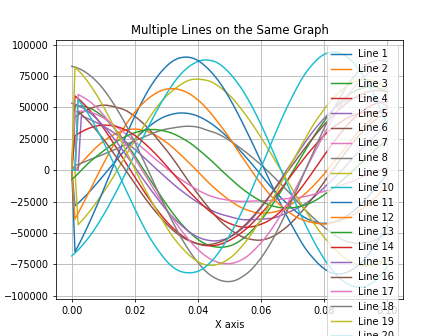 Multiple Lines on the Same Graph
100000
75000
50000
25000
0
−25000
−50000
−75000
−100000
0.00
0.02
0.04
0.06
0.08
0.10
X axis
Line 1
Line 2
Line 3
Line 4
Line 5
Line 6
Line 7
Line 8
Line 9
Line 10
Line 11
Line 12
Line 13
Line 14
Line 15
Line 16
Line 17
Line 18
Line 19
Line 20